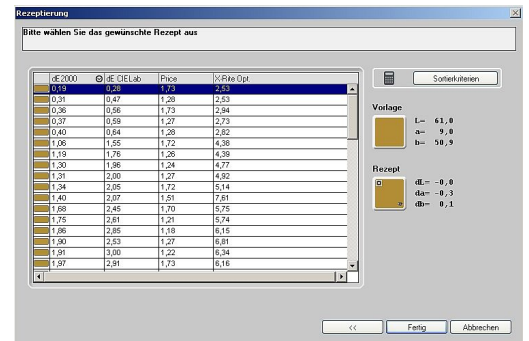 Rezeptierung
Bitte wählen Sie das gewünschte Rezept aus
dE2000 dE CIELab Price X-Rite Opt.
0,19 0,28 1,73 2,53
0,31 0,47 1,28 2,53
0,36 0,56 1,73 2,94
0,37 0,59 1,27 2,73
0,40 0,64 1,28 2,82
1,06 1,55 1,72 4,38
1,19 1,76 1,26 4,39
1,30 1,96 1,24 4,77
1,31 2,00 1,27 4,92
1,34 2,05 1,72 5,14
1,40 2,07 1,51 7,61
1,68 2,45 1,70 5,75
1,75 2,61 1,21 5,74
1,86 2,85 1,18 6,15
1,90 2,53 1,27 6,81
1,91 3,00 1,22 6,34
1,97 2,91 1,73 6,16
Sortierkriterien
Vorlage
L= 61,0
a= 9,0
b= 50,9
Rezept
dL= -0,0
da= -0,3
db= 0,1
<< Fertig Abbrechen